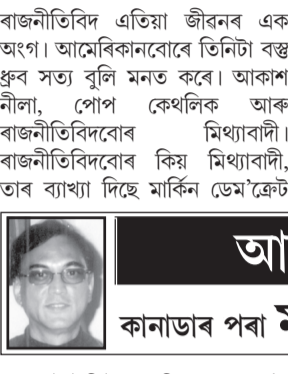 ৰাজনীতিবিদ এতিয়া জীৱনৰ এক
অংগ। আমেৰিকানবোৰে তিনিটা বস্তু
ধ্ৰুব সত্য বুলি মনত কৰে। আকাশ
নীলা, পোপ কেথলিক আৰু
ৰাজনীতিবিদবোৰ মিথ্যাবাদী।
ৰাজনীতিবিদবোৰ কিয় মিথ্যাবাদী,
তাৰ ব্যাখ্যা দিছে মাৰ্কিন ডেম'ক্ৰেট
আ
কানাডাৰ পৰা